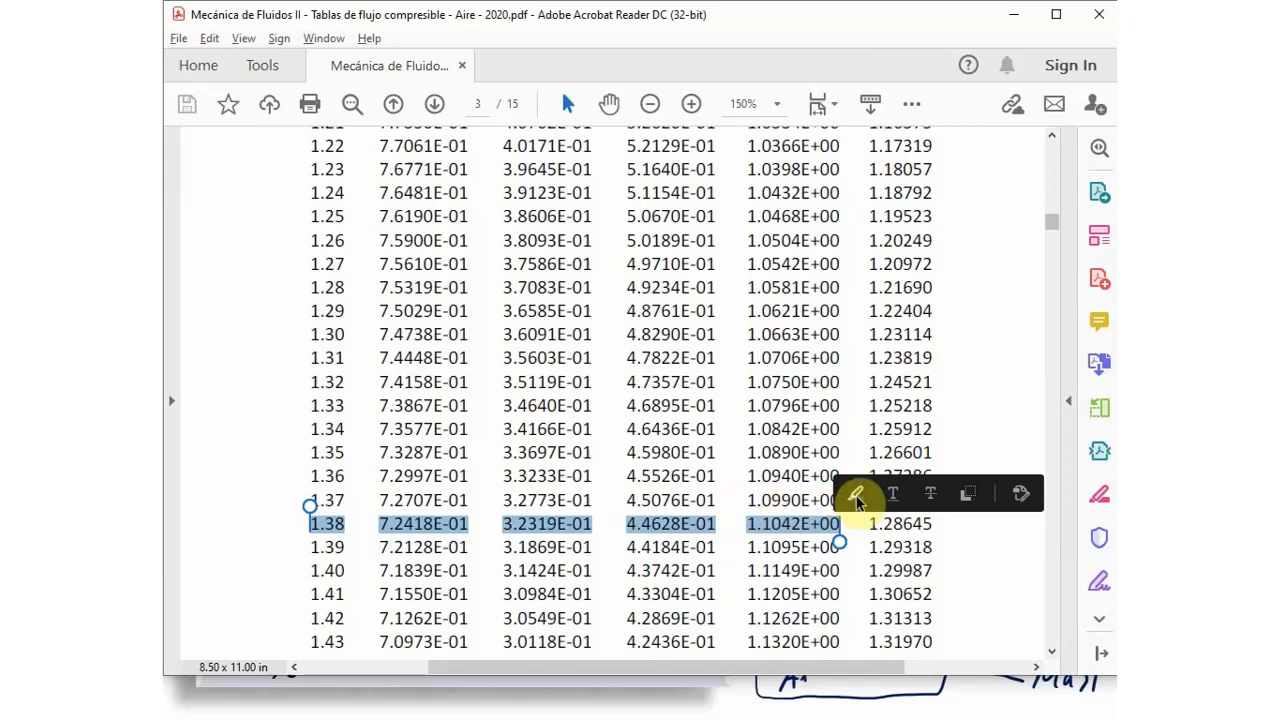 Mecánica de Fluidos II - Tablas de flujo compresible - Aire - 2020.pdf - Adobe Acrobat Reader DC (32-bit)
File Edit View Sign Window Help
Home Tools Mecánica de Fluido... × Sign In
3 / 15 150%
1.22 7.7061E-01 4.0171E-01 5.2129E-01 1.0366E+00 1.17319
1.23 7.6771E-01 3.9645E-01 5.1640E-01 1.0398E+00 1.18057
1.24 7.6481E-01 3.9123E-01 5.1154E-01 1.0432E+00 1.18792
1.25 7.6190E-01 3.8606E-01 5.0670E-01 1.0468E+00 1.19523
1.26 7.5900E-01 3.8093E-01 5.0189E-01 1.0504E+00 1.20249
1.27 7.5610E-01 3.7586E-01 4.9710E-01 1.0542E+00 1.20972
1.28 7.5319E-01 3.7083E-01 4.9234E-01 1.0581E+00 1.21690
1.29 7.5029E-01 3.6585E-01 4.8761E-01 1.0621E+00 1.22404
1.30 7.4738E-01 3.6091E-01 4.8290E-01 1.0663E+00 1.23114
1.31 7.4448E-01 3.5603E-01 4.7822E-01 1.0706E+00 1.23819
1.32 7.4158E-01 3.5119E-01 4.7357E-01 1.0750E+00 1.24521
1.33 7.3867E-01 3.4640E-01 4.6895E-01 1.0796E+00 1.25218
1.34 7.3577E-01 3.4166E-01 4.6436E-01 1.0842E+00 1.25912
1.35 7.3287E-01 3.3697E-01 4.5980E-01 1.0890E+00 1.26601
1.36 7.2997E-01 3.3233E-01 4.5526E-01 1.0940E+00
1.37 7.2707E-01 3.2773E-01 4.5076E-01 1.0990E+00
1.38 7.2418E-01 3.2319E-01 4.4628E-01 1.1042E+00 1.28645
1.39 7.2128E-01 3.1869E-01 4.4184E-01 1.1095E+00 1.29318
1.40 7.1839E-01 3.1424E-01 4.3742E-01 1.1149E+00 1.29987
1.41 7.1550E-01 3.0984E-01 4.3304E-01 1.1205E+00 1.30652
1.42 7.1262E-01 3.0549E-01 4.2869E-01 1.1262E+00 1.31313
1.43 7.0973E-01 3.0118E-01 4.2436E-01 1.1320E+00 1.31970
8.50 x 11.00 in